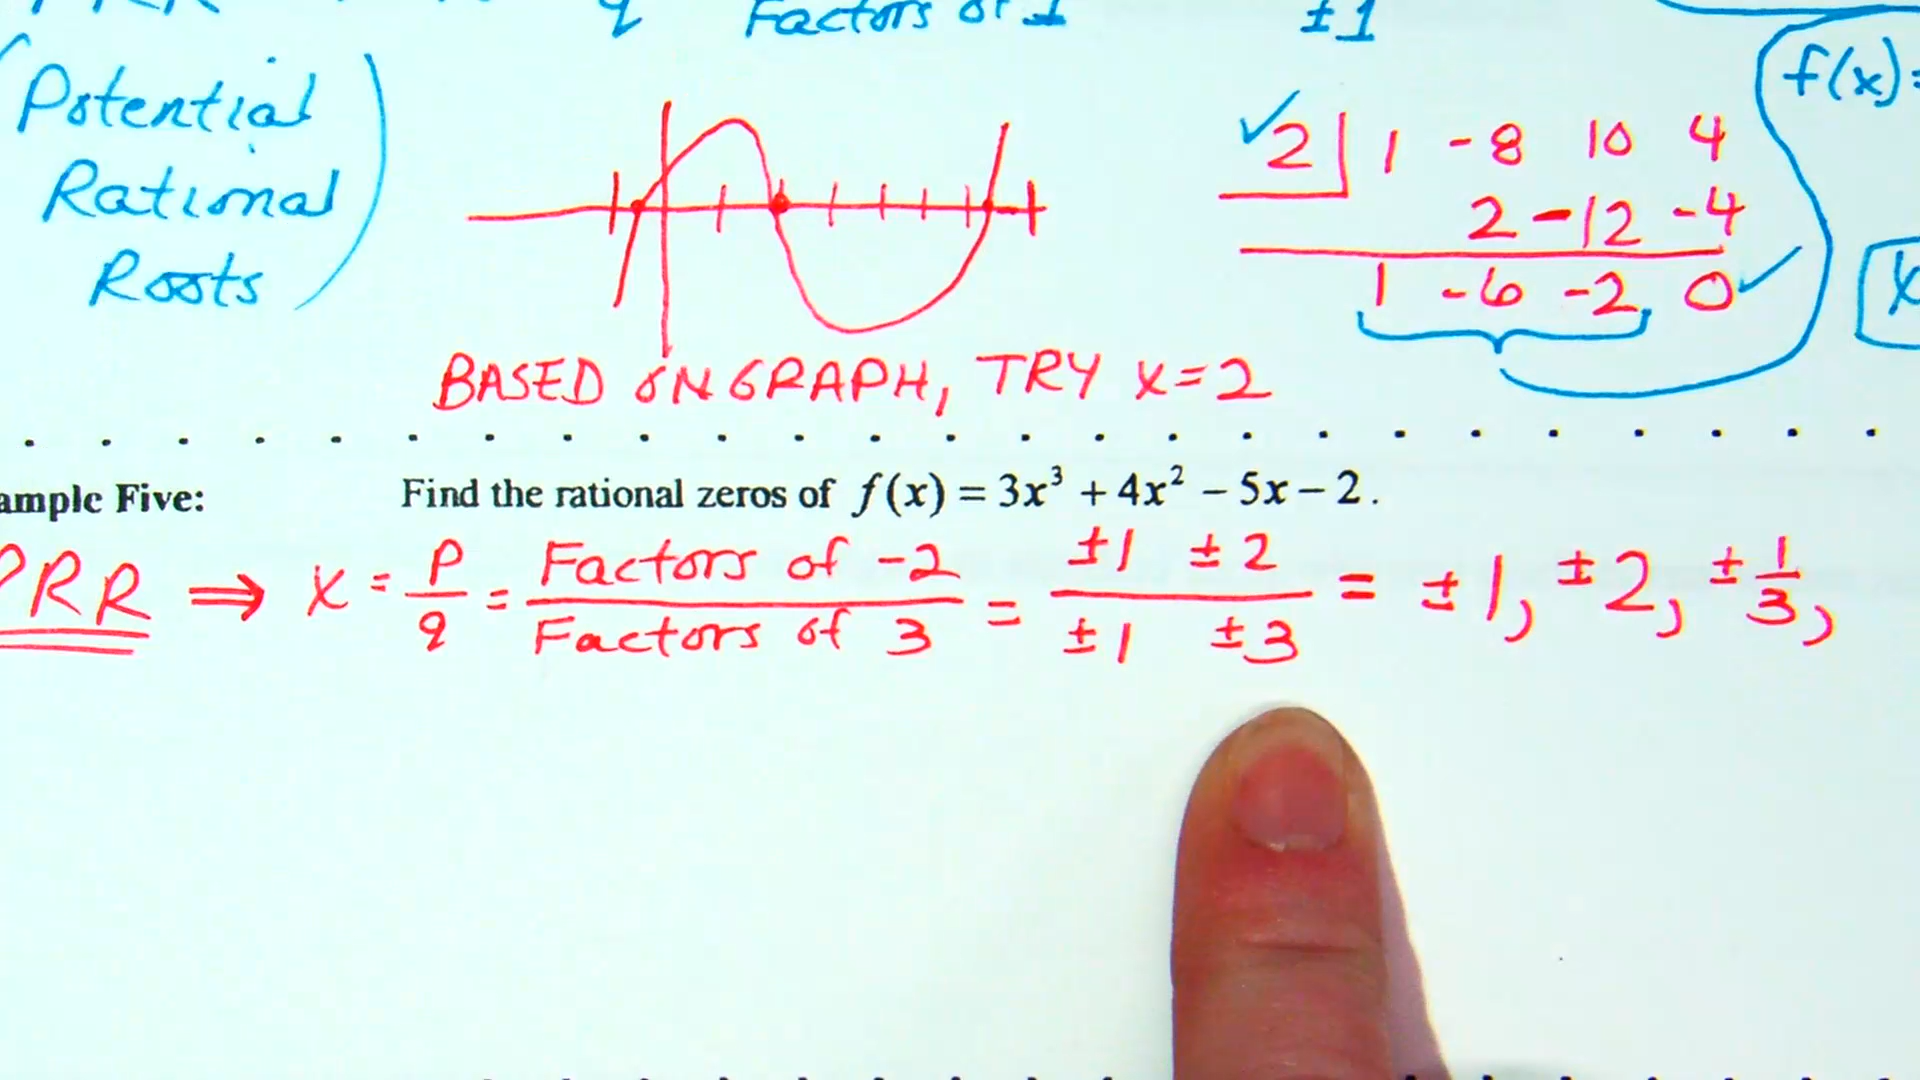 Factors of 1 ±1
(Potential
Rational
Roots)
f(x)=
✓2 1 -8 10 4
2 -12 -4
1 -6 -2 0 ✓
BASED ON GRAPH, TRY x=2
ample Five: Find the rational zeros of f(x) = 3x³ + 4x² − 5x − 2.
PRR ⇒ x = p/q = Factors of -2 / Factors of 3 = ±1 ±2 / ±1 ±3 = ±1, ±2, ±1/3,